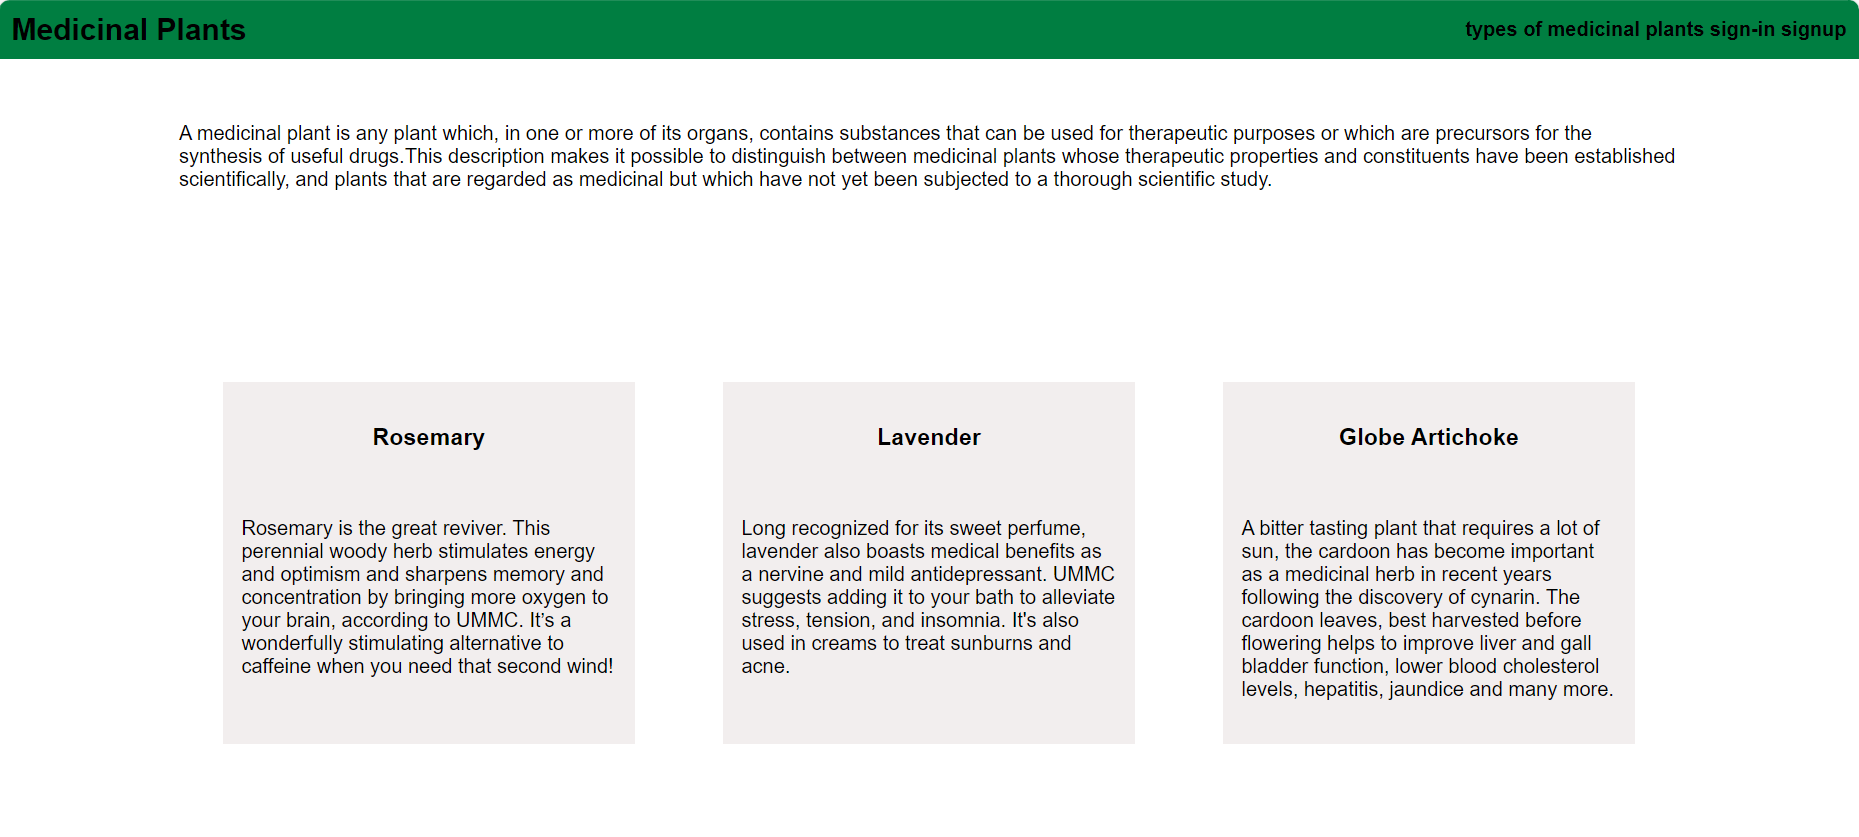 Medicinal Plants
types of medicinal plants sign-in signup
A medicinal plant is any plant which, in one or more of its organs, contains substances that can be used for therapeutic purposes or which are precursors for the
synthesis of useful drugs.This description makes it possible to distinguish between medicinal plants whose therapeutic properties and constituents have been established
scientifically, and plants that are regarded as medicinal but which have not yet been subjected to a thorough scientific study.
Rosemary
Rosemary is the great reviver. This
perennial woody herb stimulates energy
and optimism and sharpens memory and
concentration by bringing more oxygen to
your brain, according to UMMC. It’s a
wonderfully stimulating alternative to
caffeine when you need that second wind!
Lavender
Long recognized for its sweet perfume,
lavender also boasts medical benefits as
a nervine and mild antidepressant. UMMC
suggests adding it to your bath to alleviate
stress, tension, and insomnia. It's also
used in creams to treat sunburns and
acne.
Globe Artichoke
A bitter tasting plant that requires a lot of
sun, the cardoon has become important
as a medicinal herb in recent years
following the discovery of cynarin. The
cardoon leaves, best harvested before
flowering helps to improve liver and gall
bladder function, lower blood cholesterol
levels, hepatitis, jaundice and many more.